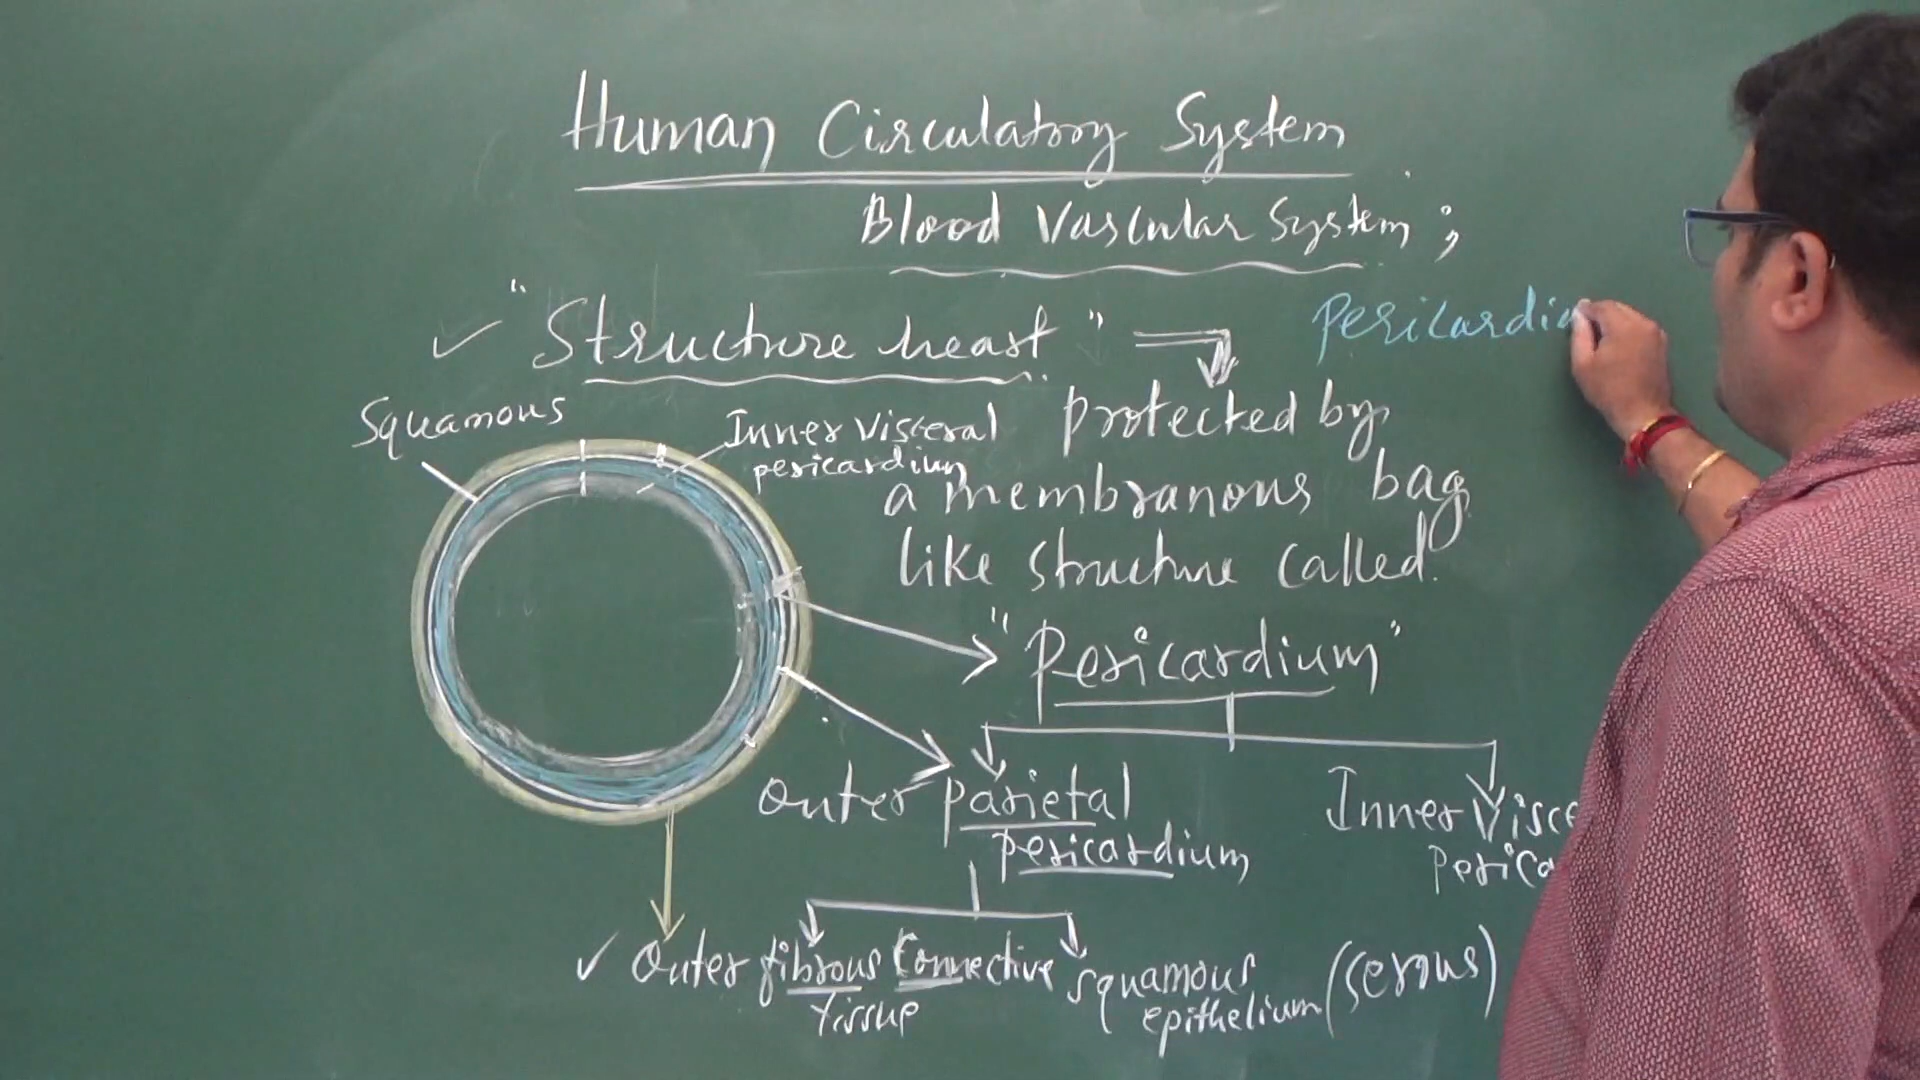 Human Circulatory System
Blood Vascular System ;
✓ "Structure heart"
Pericardiu
Squamous
Inner Visceral
pericardium
protected by
a membranous bag
like structure called.
"Pericardium"
Outer parietal
pericardium
Inner Visce
Perica
✓ Outer fibrous Connective
tissue
squamous
epithelium (serous)